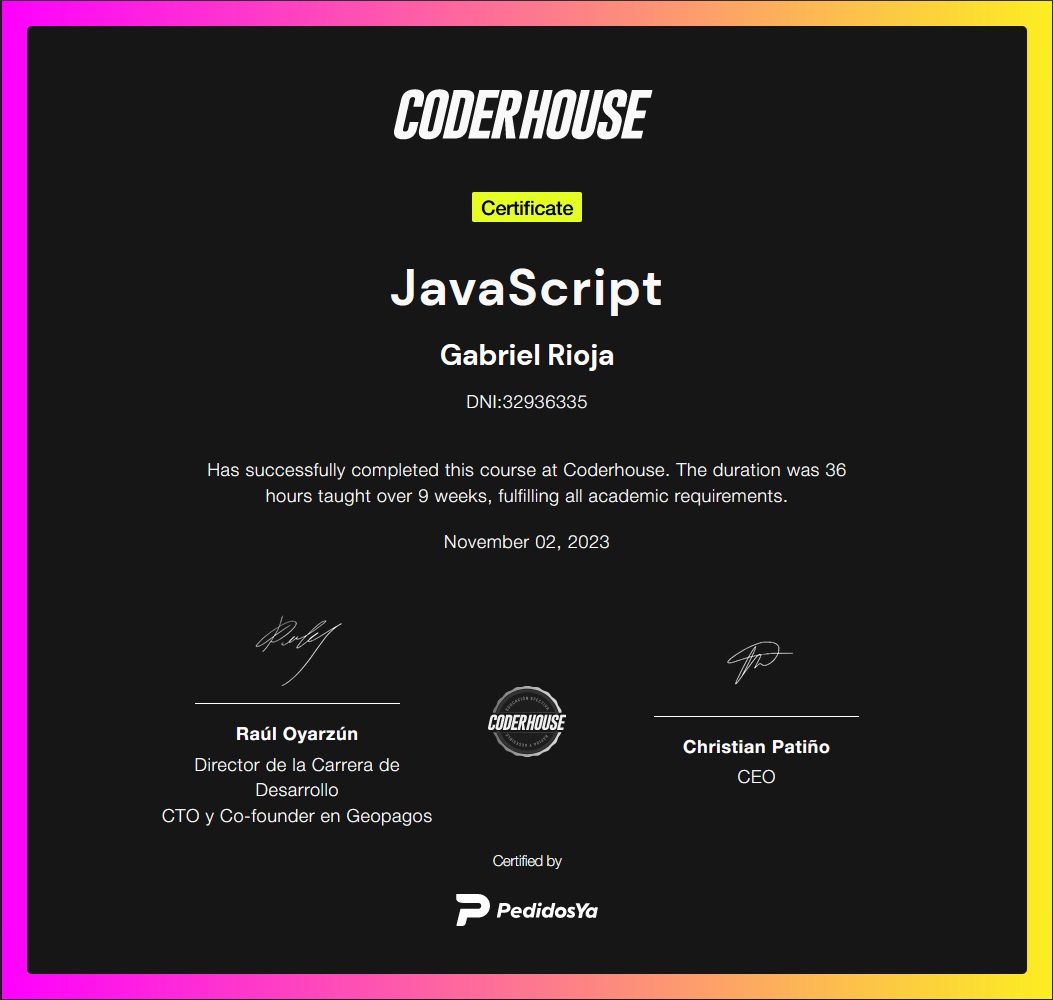 CODERHOUSE
Certificate
JavaScript
Gabriel Rioja
DNI:32936335
Has successfully completed this course at Coderhouse. The duration was 36
hours taught over 9 weeks, fulfilling all academic requirements.
November 02, 2023
Raúl Oyarzún
Director de la Carrera de
Desarrollo
CTO y Co-founder en Geopagos
CODERHOUSE
Christian Patiño
CEO
Certified by
PedidosYa